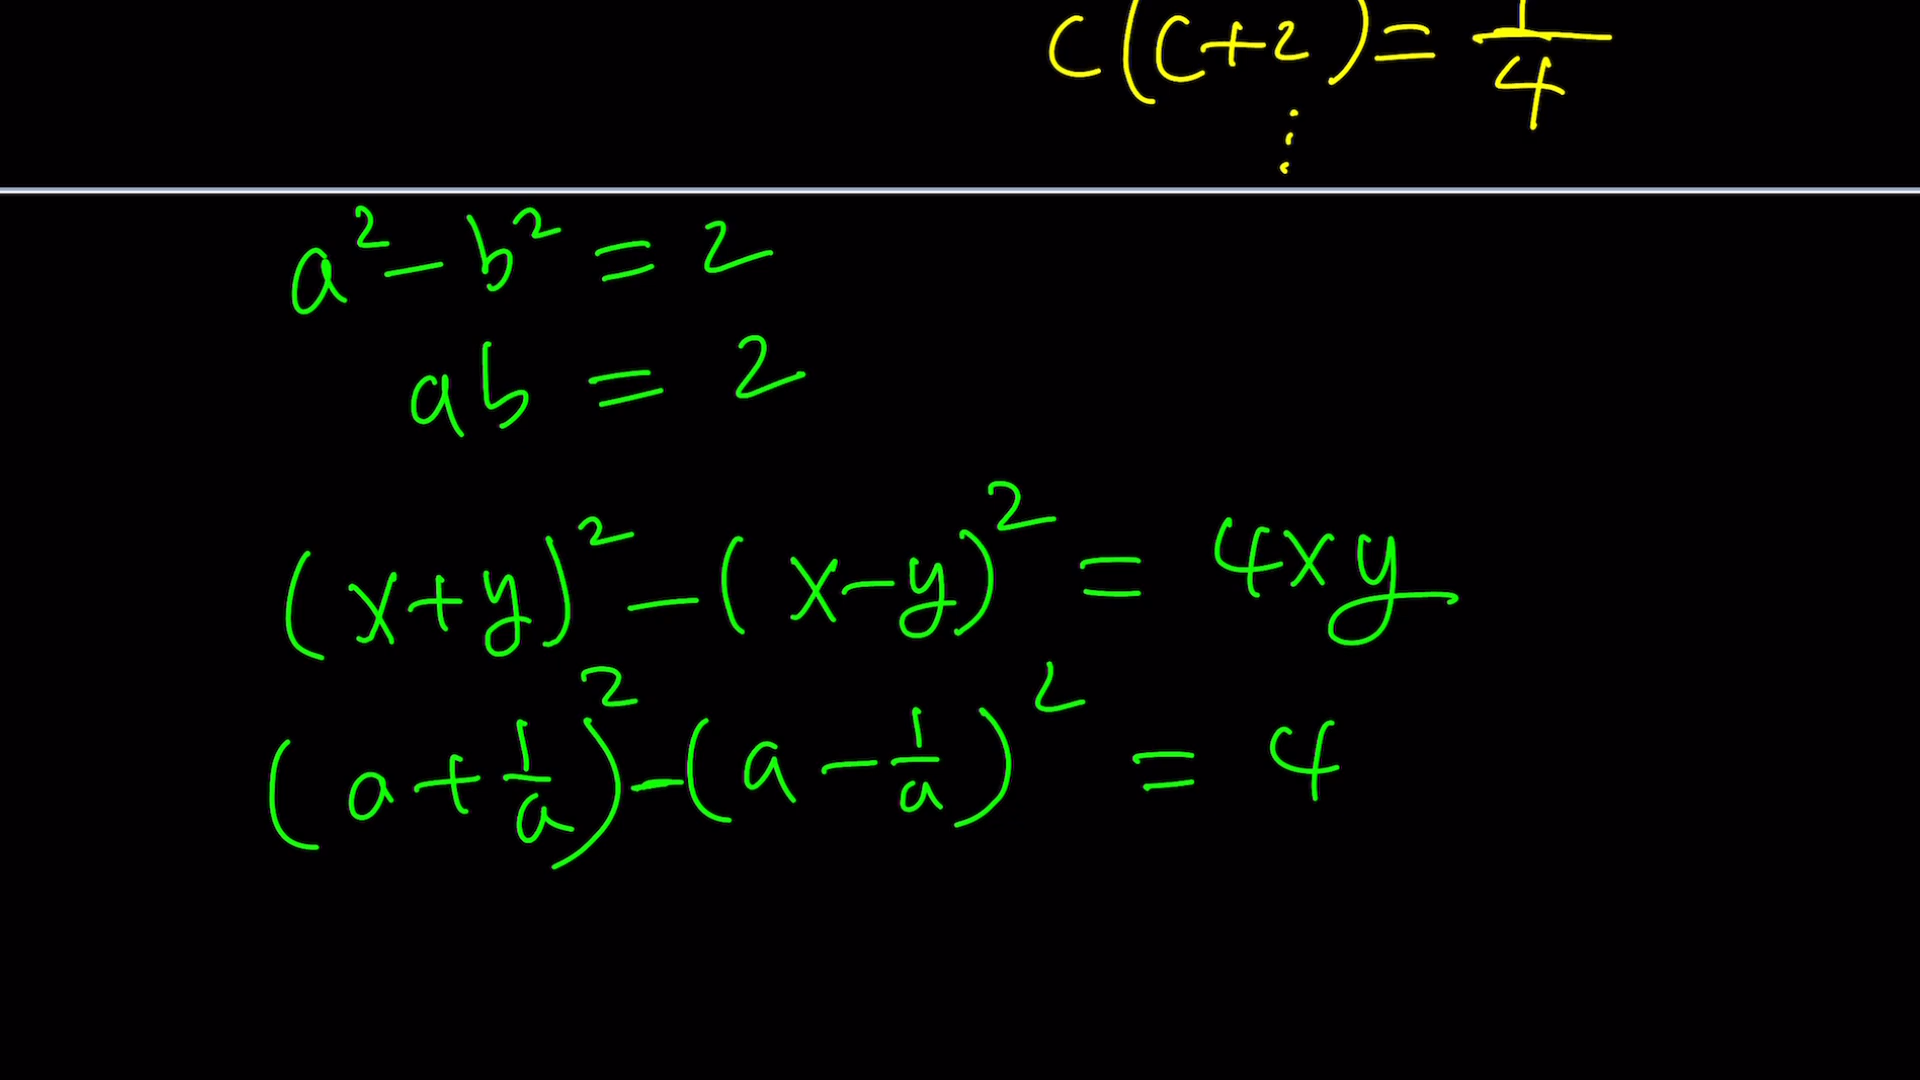 c(c+2)=1/4
⋮
a²-b²=2
ab=2
(x+y)²-(x-y)²=4xy
(a+1/a)²-(a-1/a)²=4